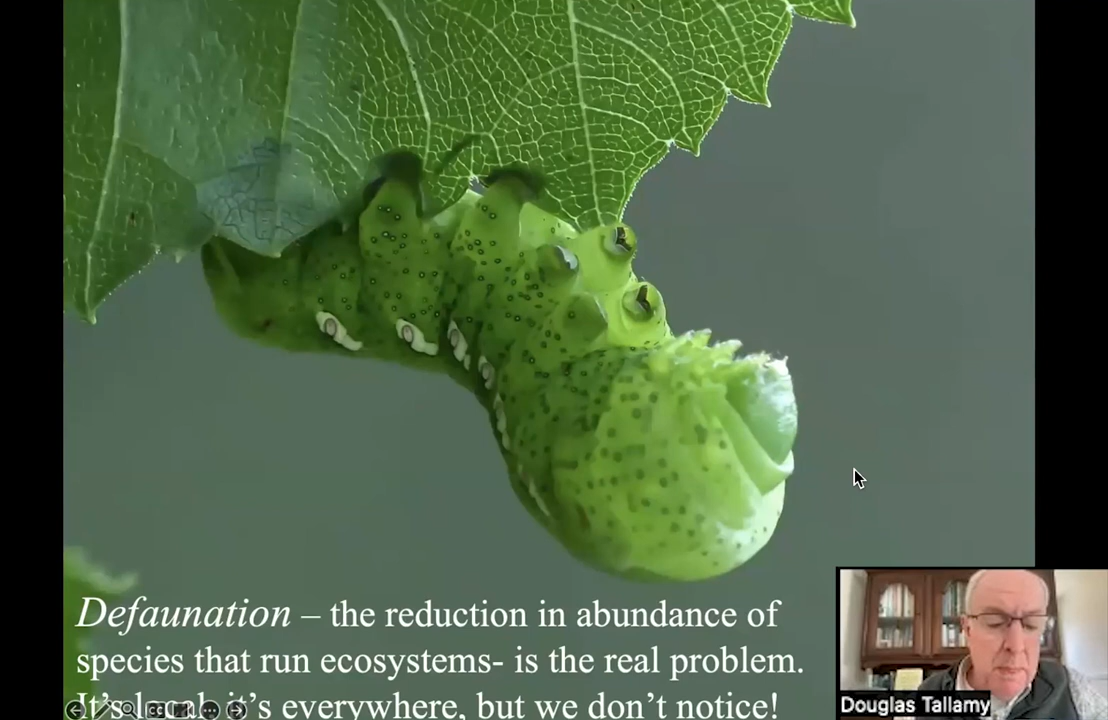 Defaunation – the reduction in abundance of
species that run ecosystems- is the real problem.
It's it's everywhere, but we don't notice!
Douglas Tallamy